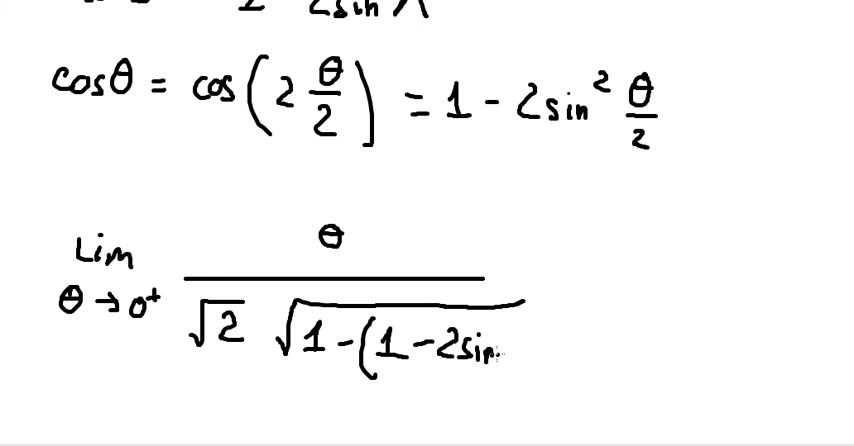 cosθ = cos(2 θ/2) = 1 - 2sin² θ/2
Lim θ→0⁺ θ / √2 √1-(1-2sin